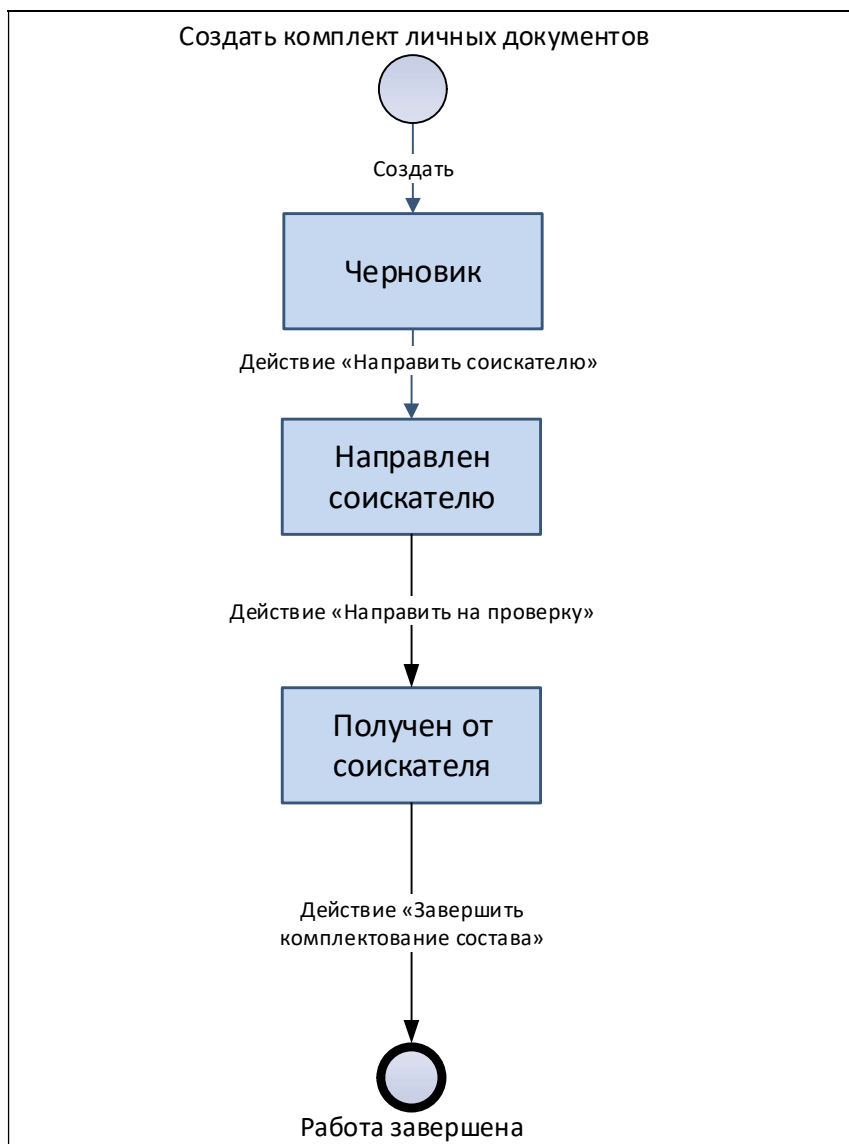 Создать комплект личных документов
Создать
Черновик
Действие «Направить соискателю»
Направлен
соискателю
Действие «Направить на проверку»
Получен от
соискателя
Действие «Завершить
комплектование состава»
Работа завершена